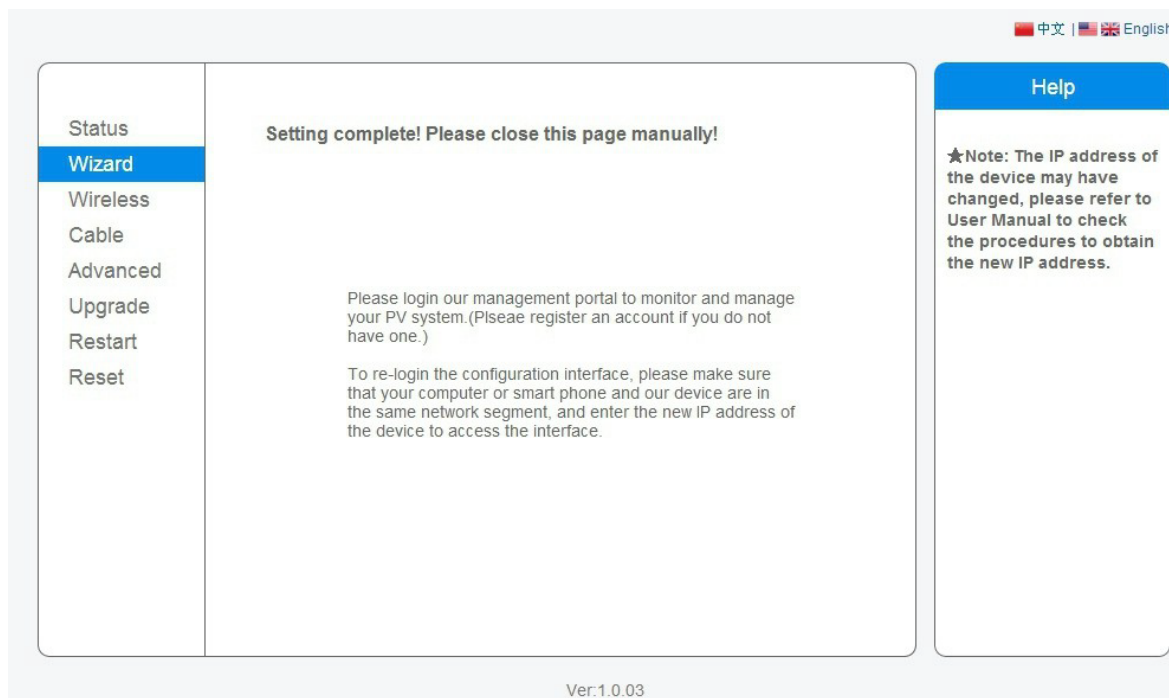 中文 | English
Status
Wizard
Wireless
Cable
Advanced
Upgrade
Restart
Reset
Setting complete! Please close this page manually!
Please login our management portal to monitor and manage
your PV system.(Plseae register an account if you do not
have one.)
To re-login the configuration interface, please make sure
that your computer or smart phone and our device are in
the same network segment, and enter the new IP address of
the device to access the interface.
Help
★Note: The IP address of
the device may have
changed, please refer to
User Manual to check
the procedures to obtain
the new IP address.
Ver:1.0.03